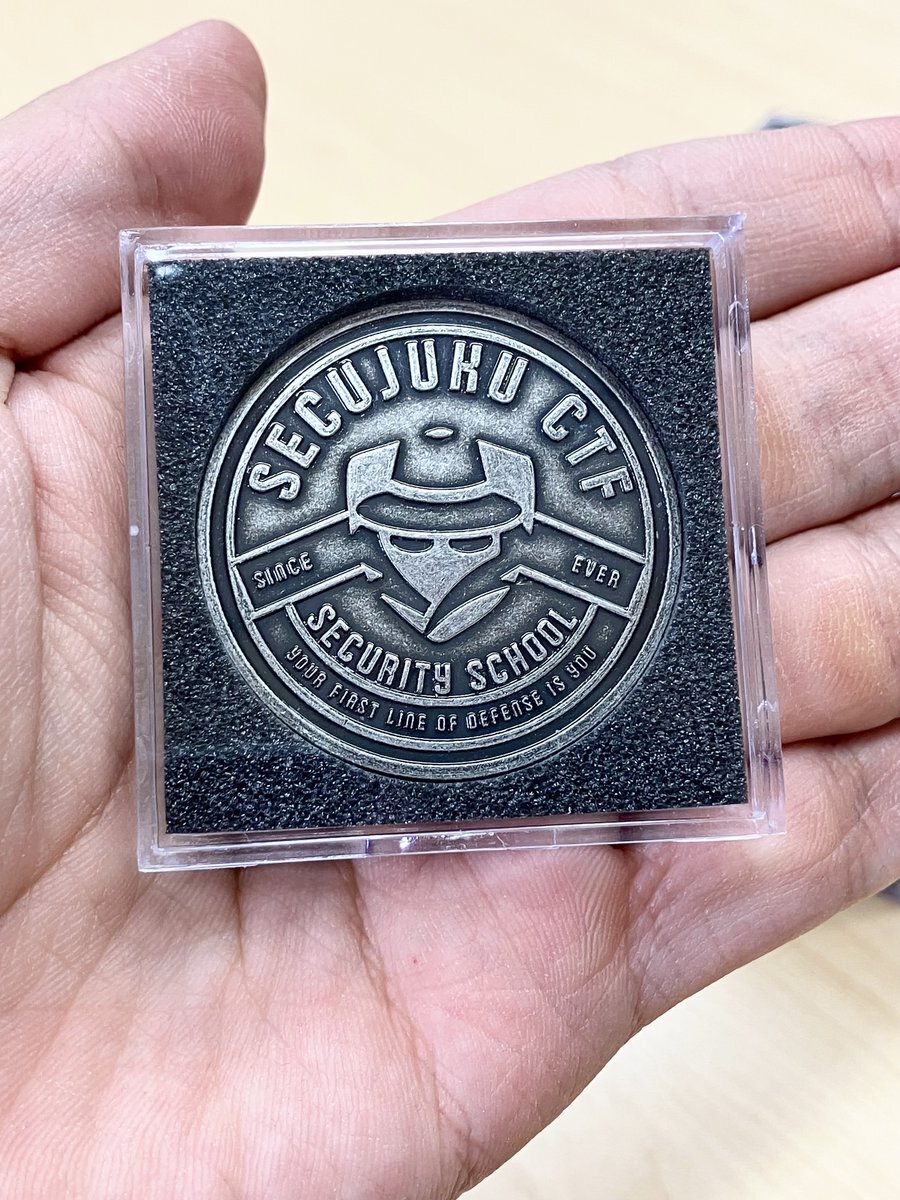 SECUJUKU CTF
SINCE
EVER
SECURITY SCHOOL
YOUR FIRST LINE OF DEFENSE IS YOU